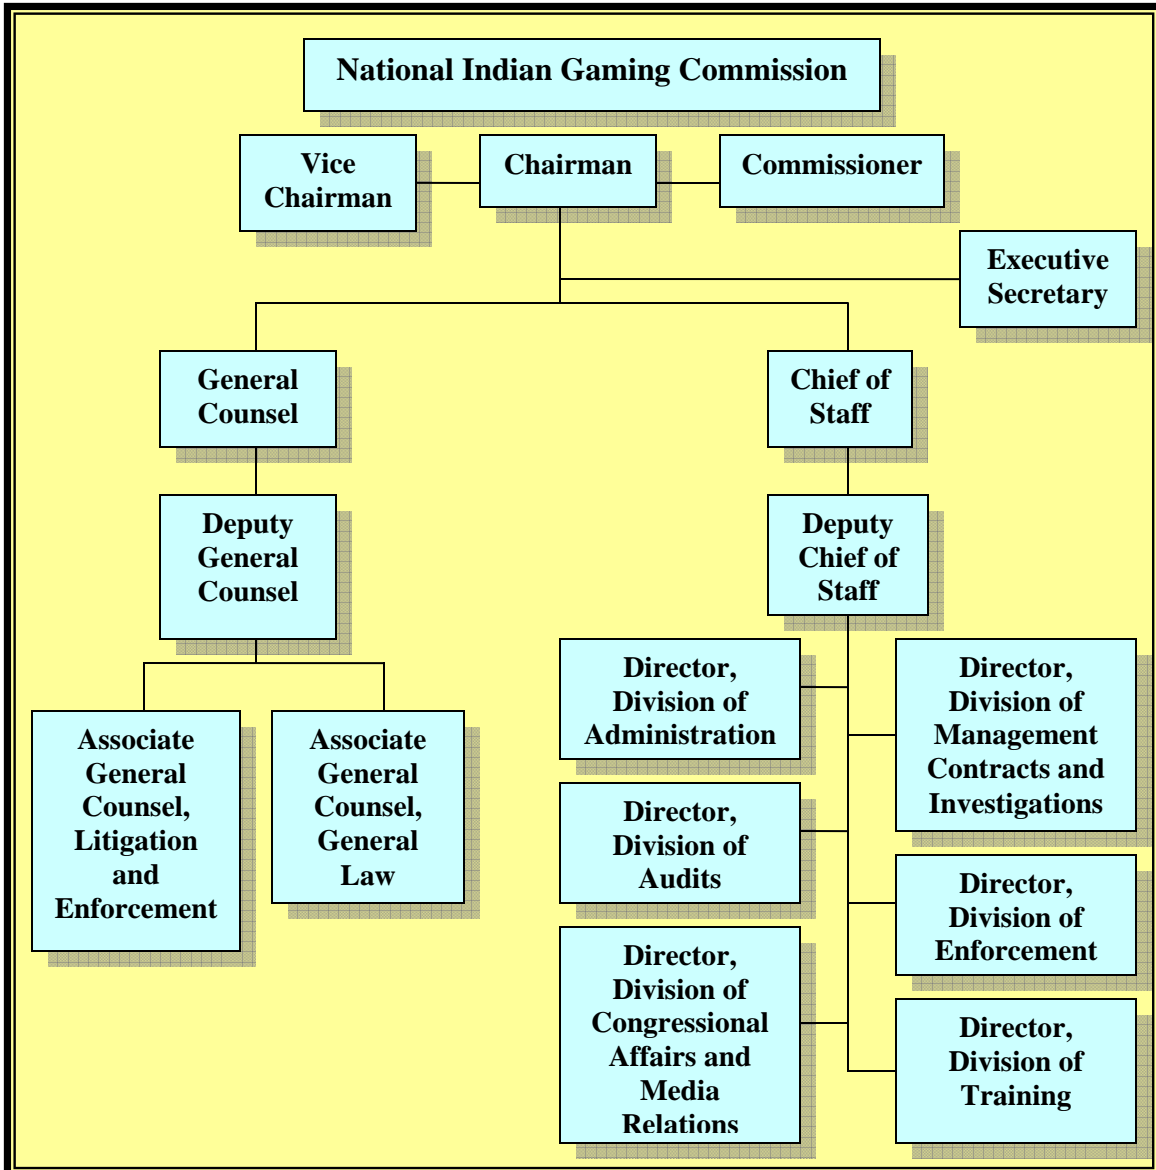 National Indian Gaming Commission
Vice
Chairman
Chairman
Commissioner
Executive
Secretary
General
Counsel
Chief of
Staff
Deputy
General
Counsel
Deputy
Chief of
Staff
Associate
General
Counsel,
Litigation
and
Enforcement
Associate
General
Counsel,
General
Law
Director,
Division of
Administration
Director,
Division of
Management
Contracts and
Investigations
Director,
Division of
Audits
Director,
Division of
Enforcement
Director,
Division of
Congressional
Affairs and
Media
Relations
Director,
Division of
Training